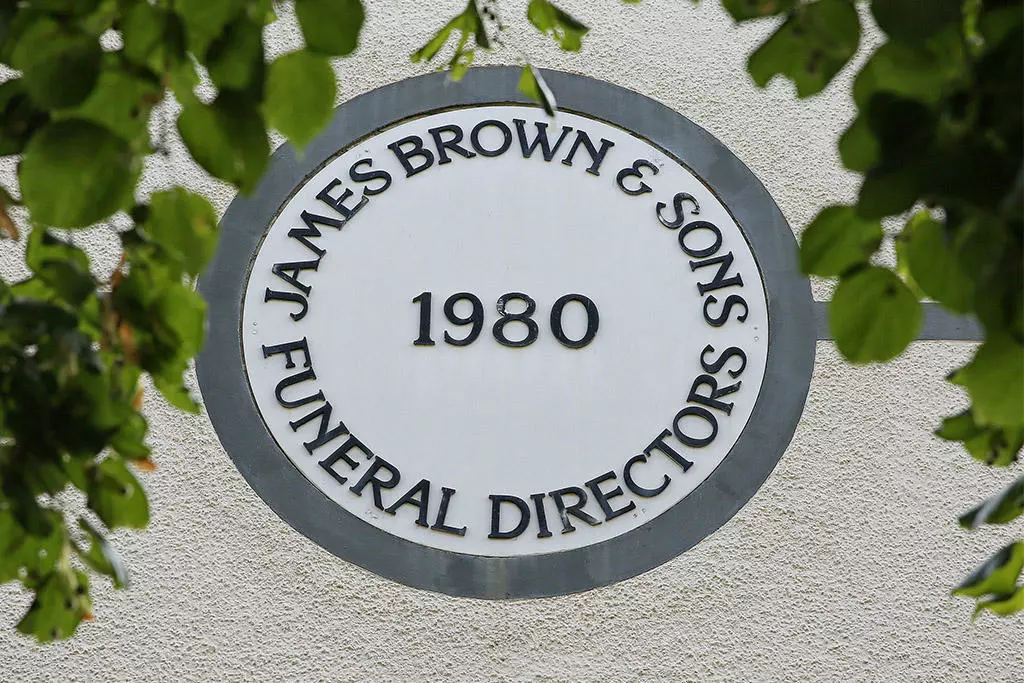 JAMES BROWN & SONS
1980
FUNERAL DIRECTORS